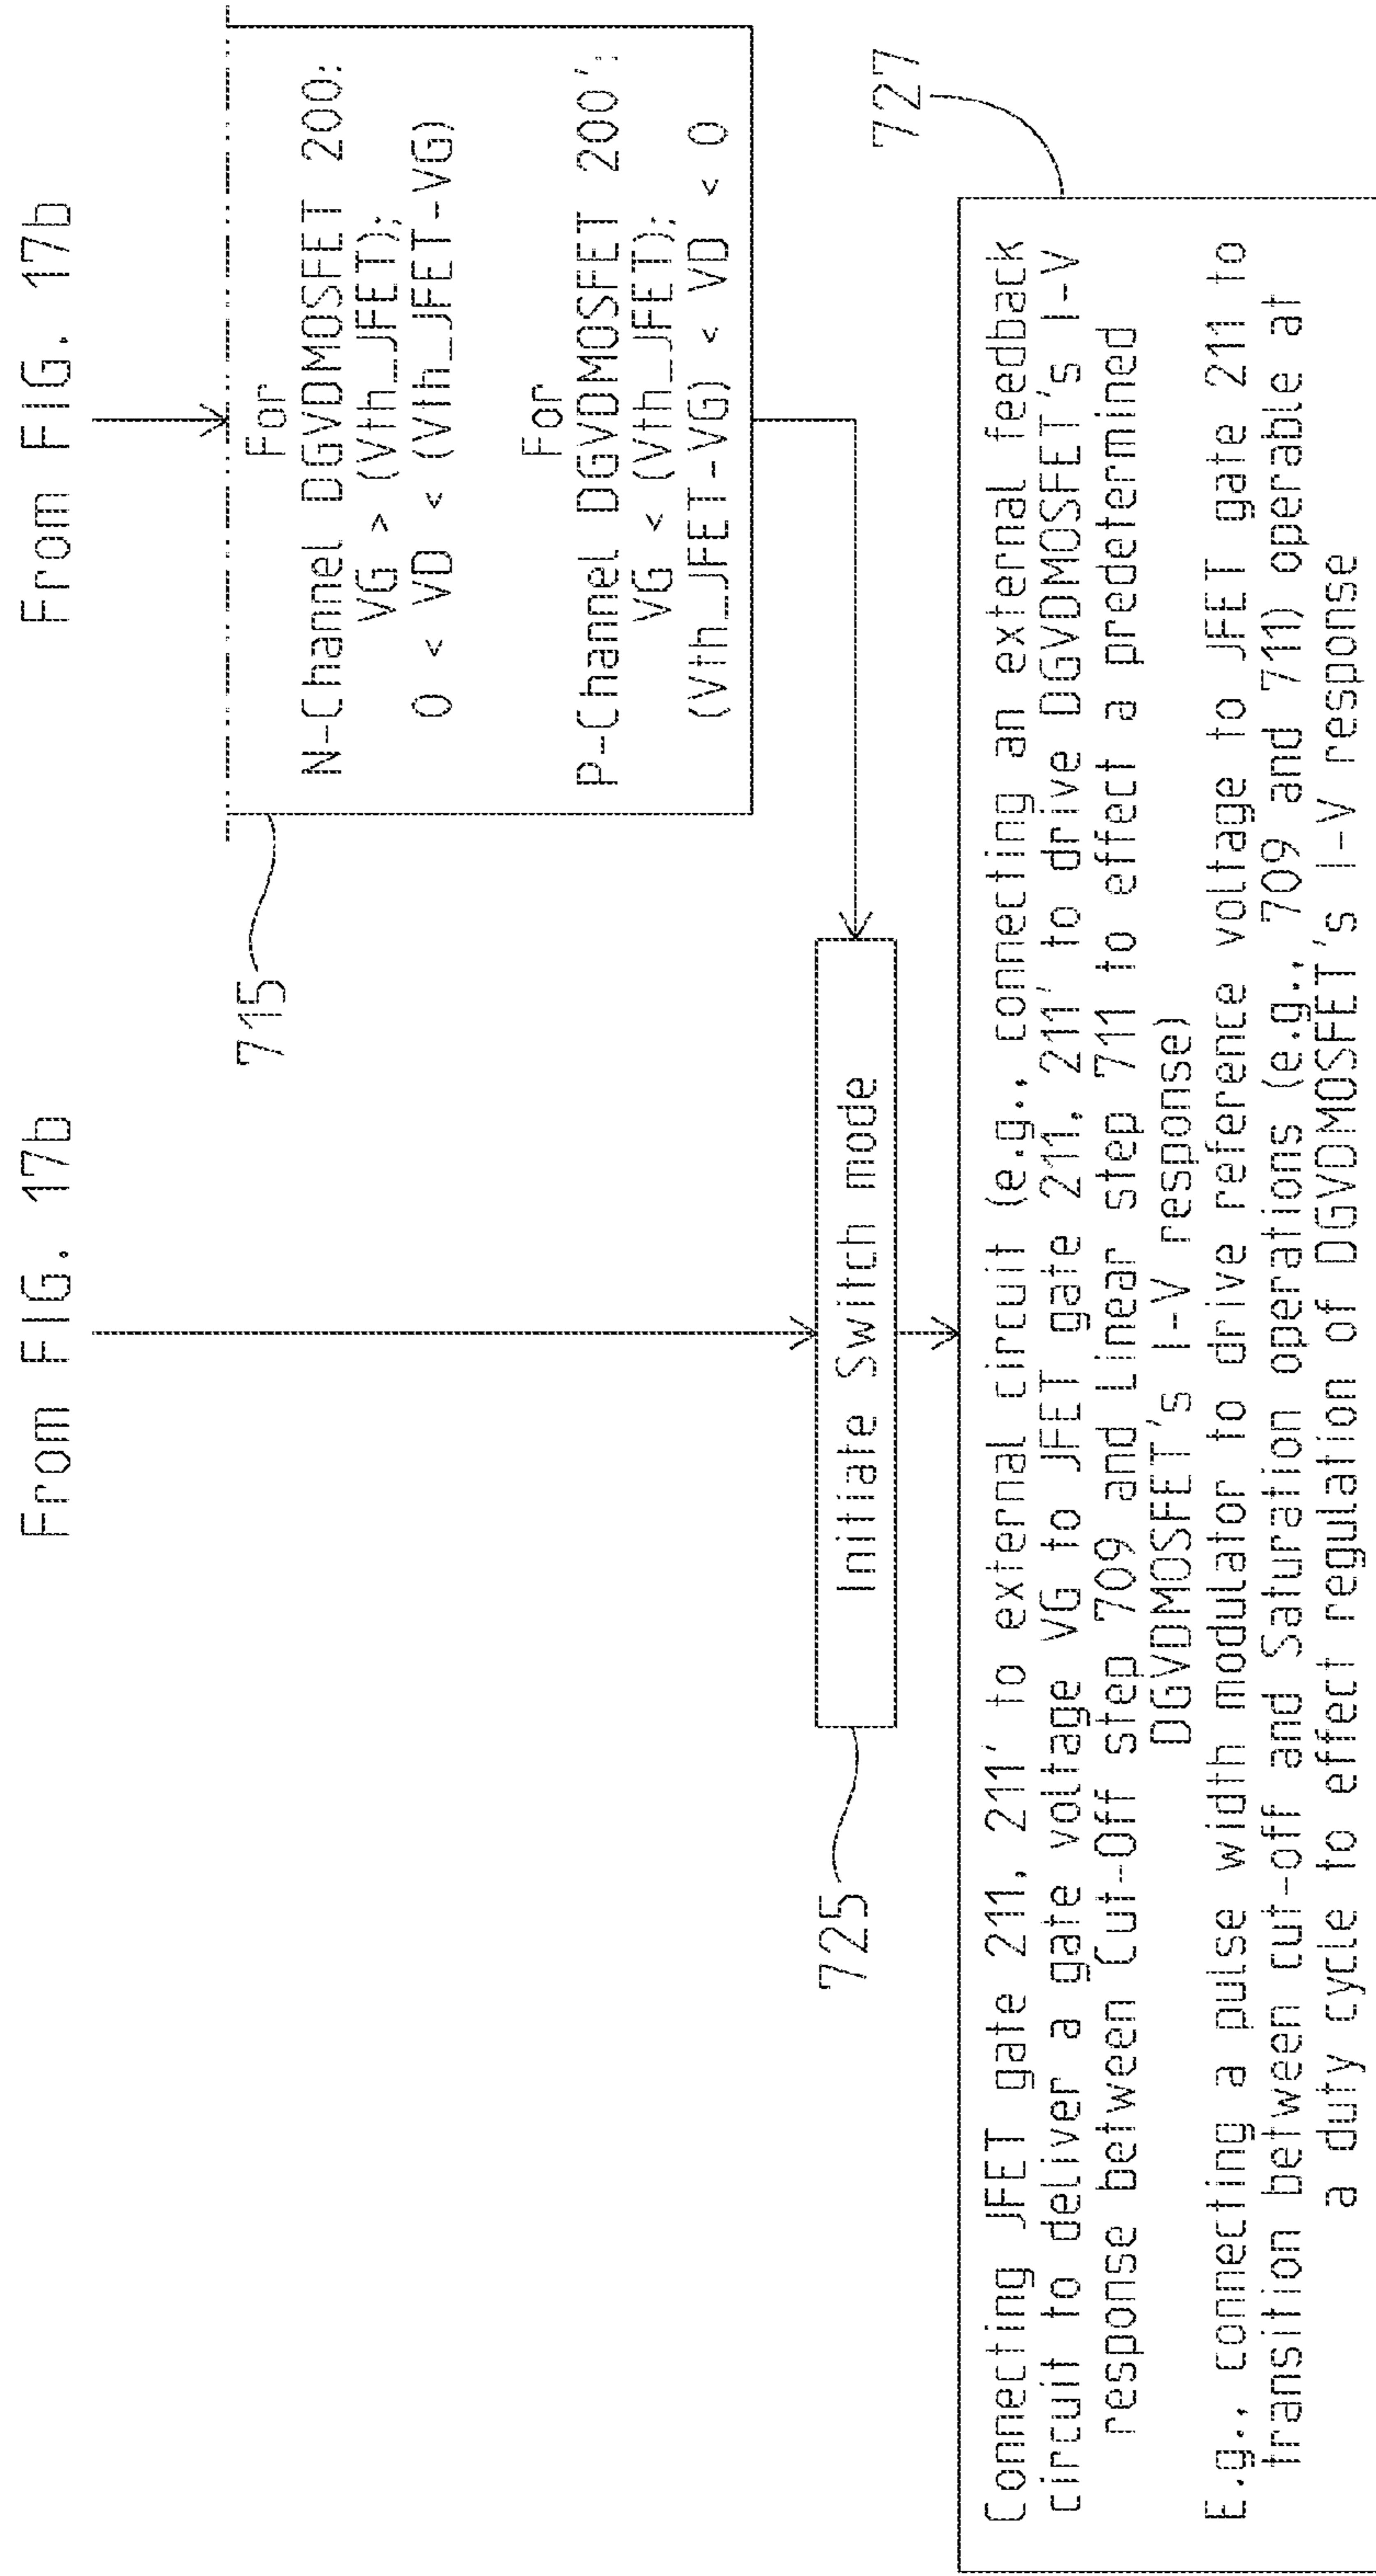 From FIG. 17b
From FIG. 17b
715
For
N-Channel DGVDMOSFET 200:
VG > (Vth_JFET);
0 < VD < (Vth_JFET-VG)
For
P-Channel DGVDMOSFET 200':
VG < (Vth_JFET);
(Vth_JFET-VG) < VD < 0
725
Initiate Switch mode
727
Connecting JFET gate 211, 211' to external circuit (e.g., connecting an external feedback
circuit to deliver a gate voltage VG to JFET gate 211, 211' to drive DGVDMOSFET's I-V
response between Cut-Off step 709 and Linear step 711 to effect a predetermined
DGVDMOSFET's I-V response)
E.g., connecting a pulse width modulator to drive reference voltage to JFET gate 211 to
transition between cut-off and Saturation operations (e.g., 709 and 711) operable at
a duty cycle to effect regulation of DGVDMOSFET's I-V response